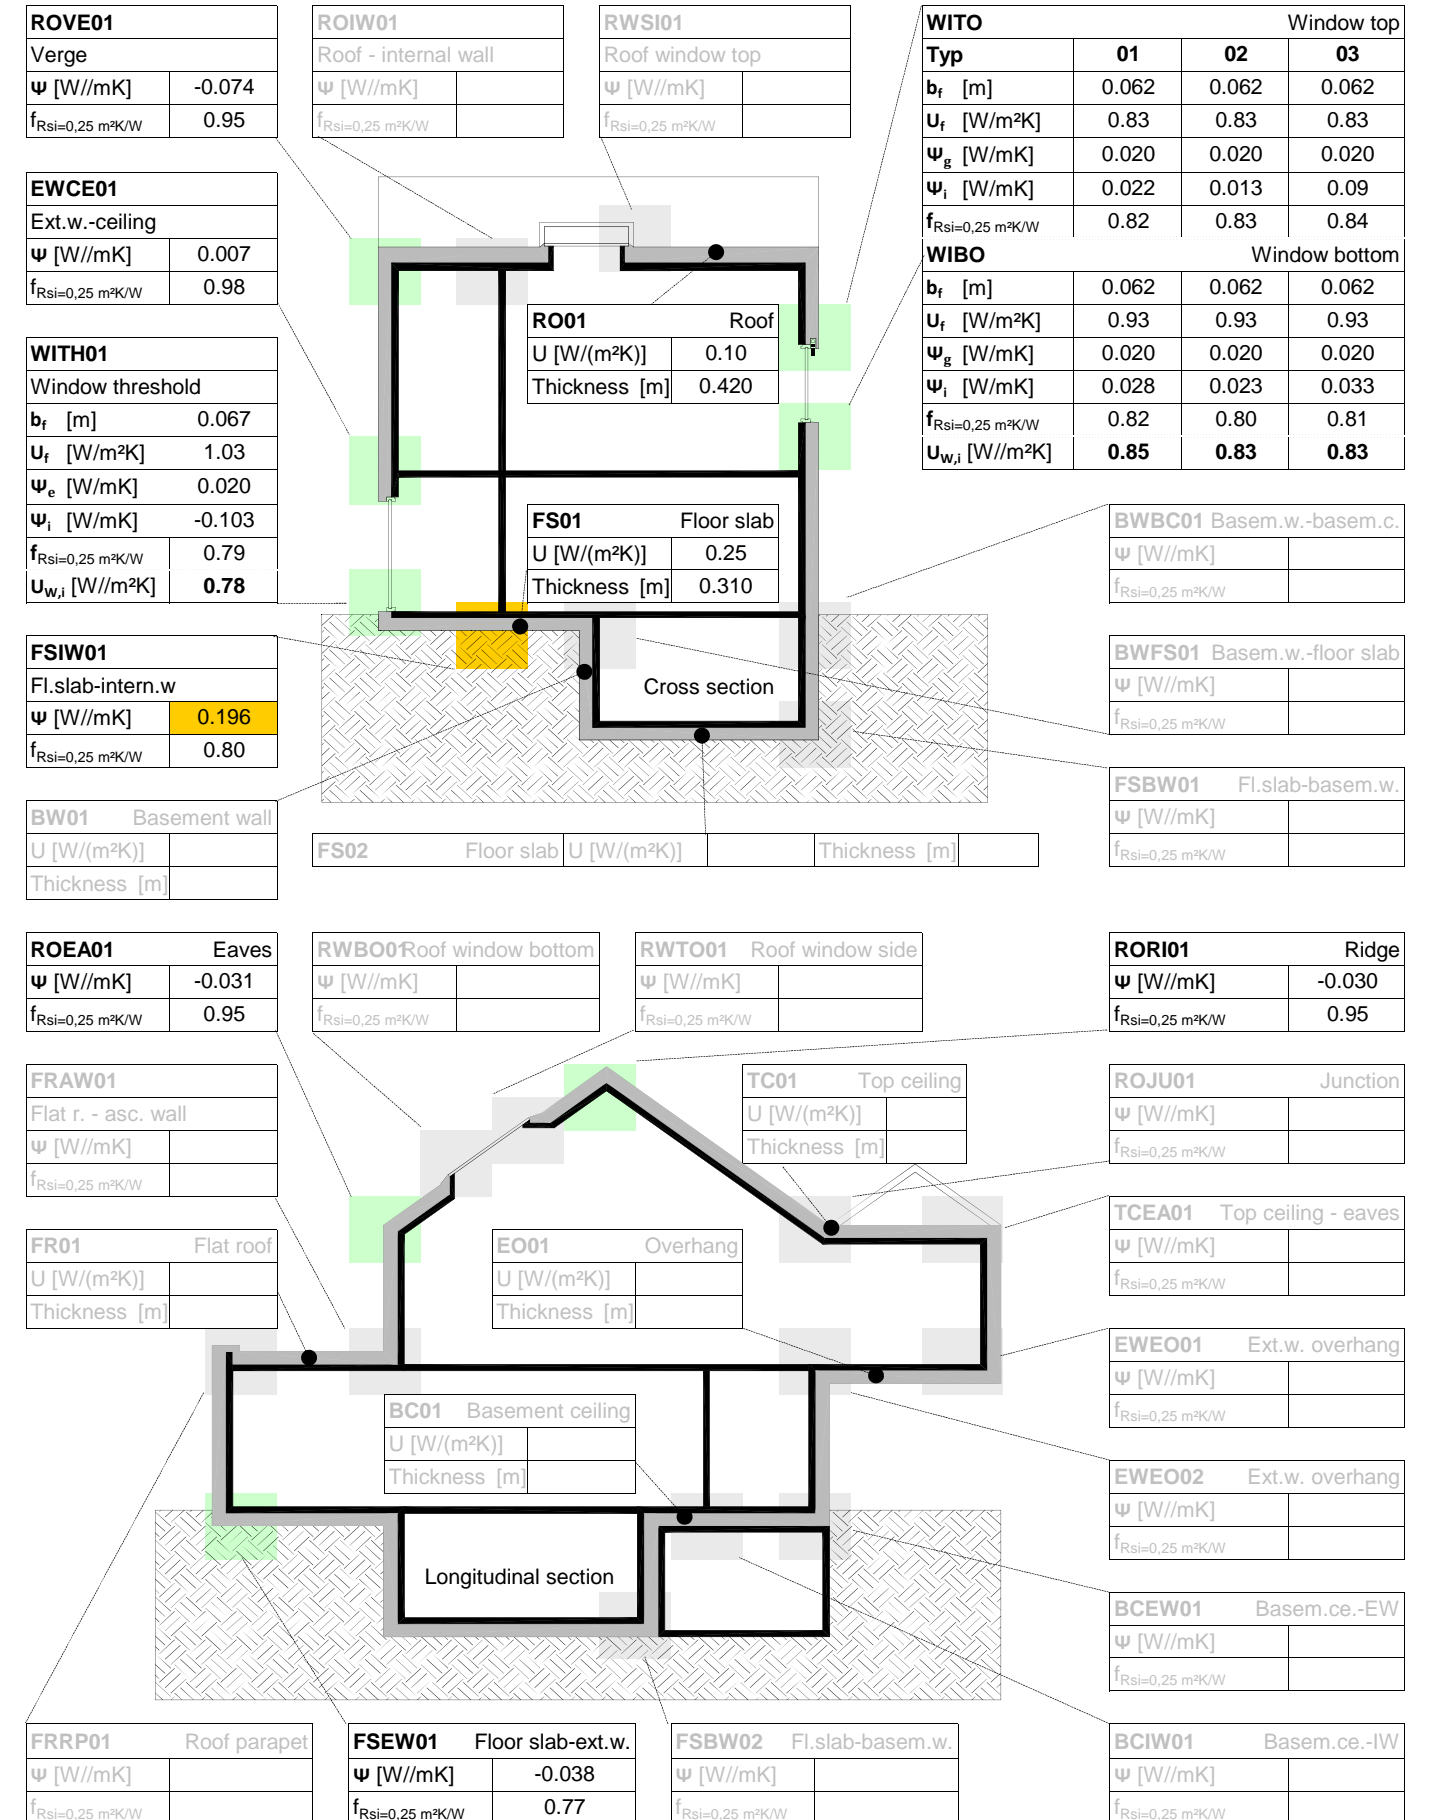 ROVE01
Verge
Ψ [W//mK] -0.074
fRsi=0,25 m²K/W 0.95
ROIW01
Roof - internal wall
Ψ [W//mK]
fRsi=0,25 m²K/W
RWSI01
Roof window top
Ψ [W//mK]
fRsi=0,25 m²K/W
WITO Window top
Typ 01 02 03
bf [m] 0.062 0.062 0.062
Uf [W/m²K] 0.83 0.83 0.83
Ψg [W/mK] 0.020 0.020 0.020
Ψi [W/mK] 0.022 0.013 0.09
fRsi=0,25 m²K/W 0.82 0.83 0.84
WIBO Window bottom
bf [m] 0.062 0.062 0.062
Uf [W/m²K] 0.93 0.93 0.93
Ψg [W/mK] 0.020 0.020 0.020
Ψi [W/mK] 0.028 0.023 0.033
fRsi=0,25 m²K/W 0.82 0.80 0.81
UW,i [W//m²K] 0.85 0.83 0.83
EWCE01
Ext.w.-ceiling
Ψ [W//mK] 0.007
fRsi=0,25 m²K/W 0.98
RO01 Roof
U [W/(m²K)] 0.10
Thickness [m] 0.420
WITH01
Window threshold
bf [m] 0.067
Uf [W/m²K] 1.03
Ψe [W/mK] 0.020
Ψi [W/mK] -0.103
fRsi=0,25 m²K/W 0.79
UW,i [W//m²K] 0.78
FS01 Floor slab
U [W/(m²K)] 0.25
Thickness [m] 0.310
BWBC01 Basem.w.-basem.c.
Ψ [W//mK]
fRsi=0,25 m²K/W
FSIW01
Fl.slab-intern.w
Ψ [W//mK] 0.196
fRsi=0,25 m²K/W 0.80
Cross section
BWFS01 Basem.w.-floor slab
Ψ [W//mK]
fRsi=0,25 m²K/W
FSBW01 Fl.slab-basem.w.
Ψ [W//mK]
fRsi=0,25 m²K/W
BW01 Basement wall
U [W/(m²K)]
Thickness [m]
FS02 Floor slab U [W/(m²K)] Thickness [m]
ROEA01 Eaves
Ψ [W//mK] -0.031
fRsi=0,25 m²K/W 0.95
RWBO01 Roof window bottom
Ψ [W//mK]
fRsi=0,25 m²K/W
RWTO01 Roof window side
Ψ [W//mK]
fRsi=0,25 m²K/W
RORI01 Ridge
Ψ [W//mK] -0.030
fRsi=0,25 m²K/W 0.95
FRAW01
Flat r. - asc. wall
Ψ [W//mK]
fRsi=0,25 m²K/W
TC01 Top ceiling
U [W/(m²K)]
Thickness [m]
ROJU01 Junction
Ψ [W//mK]
fRsi=0,25 m²K/W
TCEA01 Top ceiling - eaves
Ψ [W//mK]
fRsi=0,25 m²K/W
FR01 Flat roof
U [W/(m²K)]
Thickness [m]
EO01 Overhang
U [W/(m²K)]
Thickness [m]
EWEO01 Ext.w. overhang
Ψ [W//mK]
fRsi=0,25 m²K/W
BC01 Basement ceiling
U [W/(m²K)]
Thickness [m]
EWEO02 Ext.w. overhang
Ψ [W//mK]
fRsi=0,25 m²K/W
Longitudinal section
BCEW01 Basem.ce.-EW
Ψ [W//mK]
fRsi=0,25 m²K/W
FRRP01 Roof parapet
Ψ [W//mK]
fRsi=0,25 m²K/W
FSEW01 Floor slab-ext.w.
Ψ [W//mK] -0.038
fRsi=0,25 m²K/W 0.77
FSBW02 Fl.slab-basem.w.
Ψ [W//mK]
fRsi=0,25 m²K/W
BCIW01 Basem.ce.-IW
Ψ [W//mK]
fRsi=0,25 m²K/W